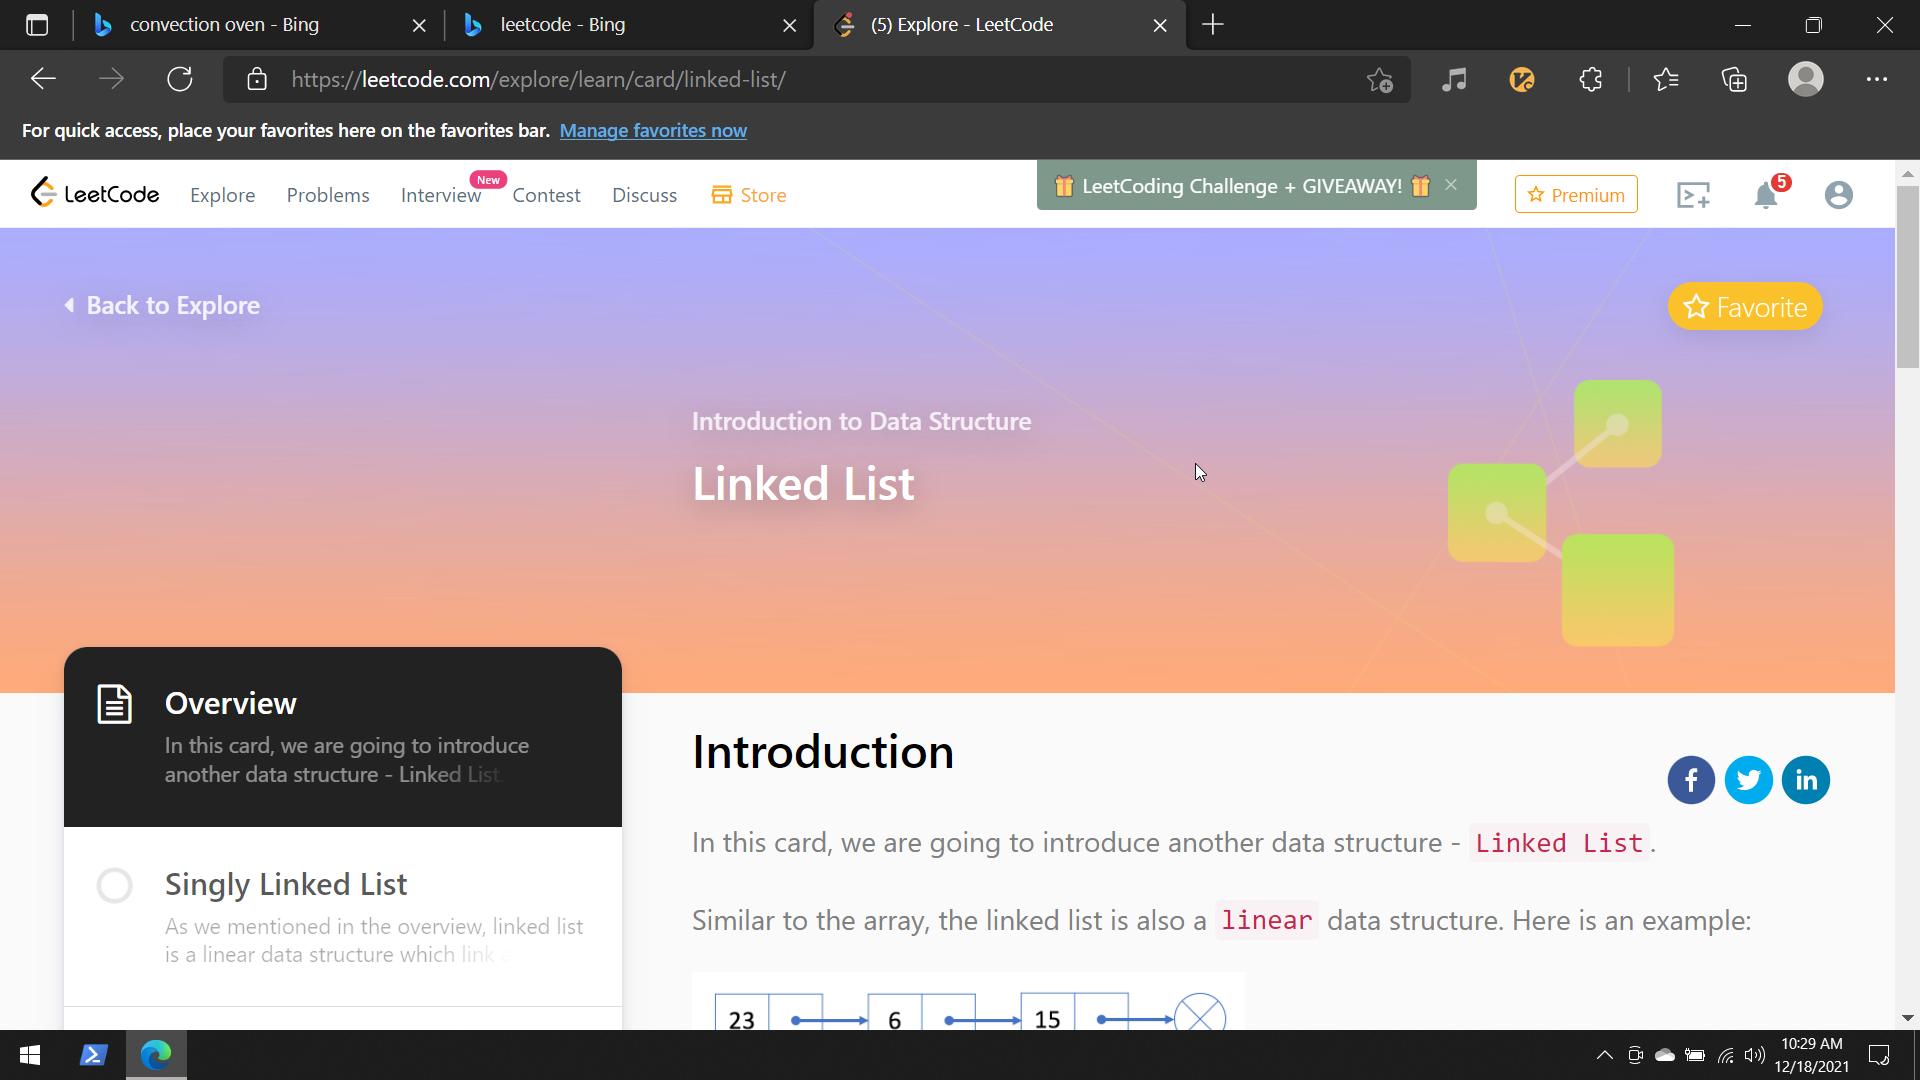 convection oven - Bing
leetcode - Bing
(5) Explore - LeetCode
https://leetcode.com/explore/learn/card/linked-list/
For quick access, place your favorites here on the favorites bar. Manage favorites now
LeetCode
Explore
Problems
Interview
New
Contest
Discuss
Store
LeetCoding Challenge + GIVEAWAY!
Premium
5
Back to Explore
Favorite
Introduction to Data Structure
Linked List
Overview
In this card, we are going to introduce
another data structure - Linked List.
Singly Linked List
As we mentioned in the overview, linked list
is a linear data structure which link
Introduction
In this card, we are going to introduce another data structure - Linked List.
Similar to the array, the linked list is also a linear data structure. Here is an example:
23
6
15
10:29 AM
12/18/2021